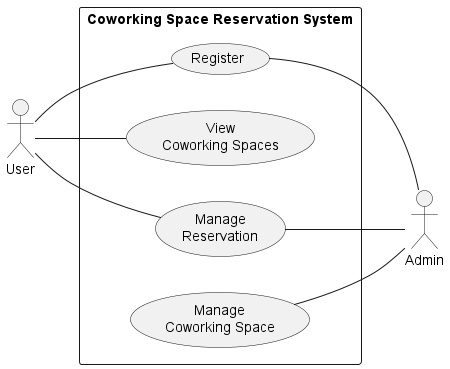 Coworking Space Reservation System
Register
View
Coworking Spaces
User
Manage
Reservation
Admin
Manage
Coworking Space